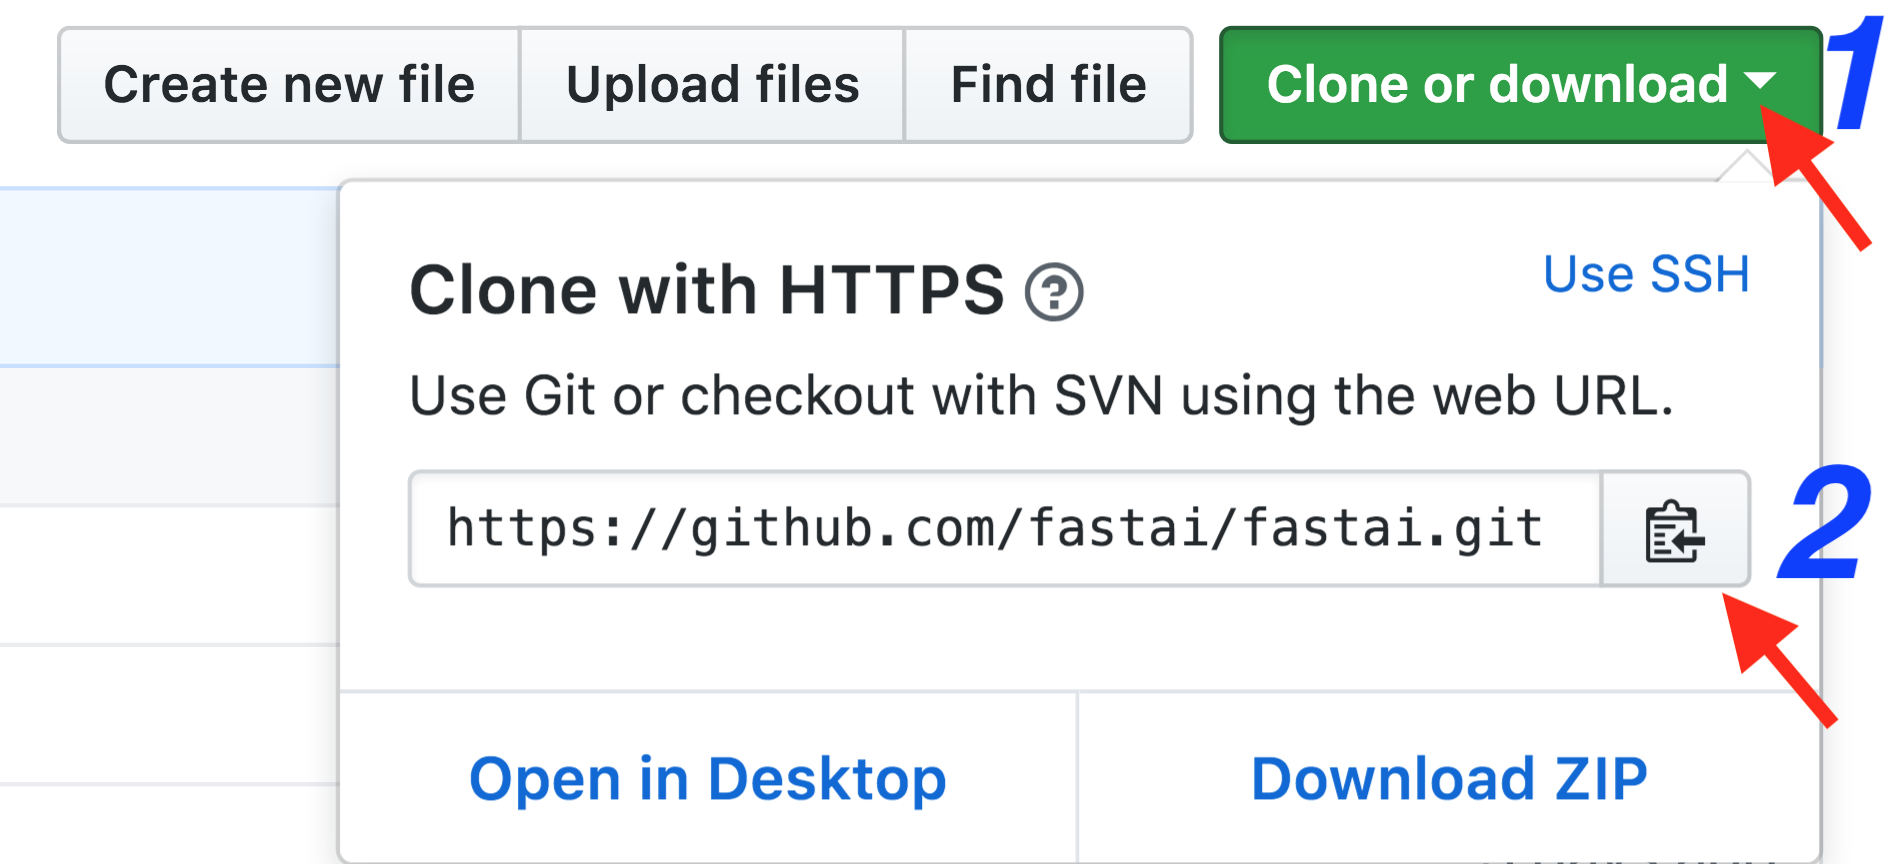 Create new file
Upload files
Find file
Clone or download
1
Clone with HTTPS
?
Use SSH
Use Git or checkout with SVN using the web URL.
https://github.com/fastai/fastai.git
2
Open in Desktop
Download ZIP